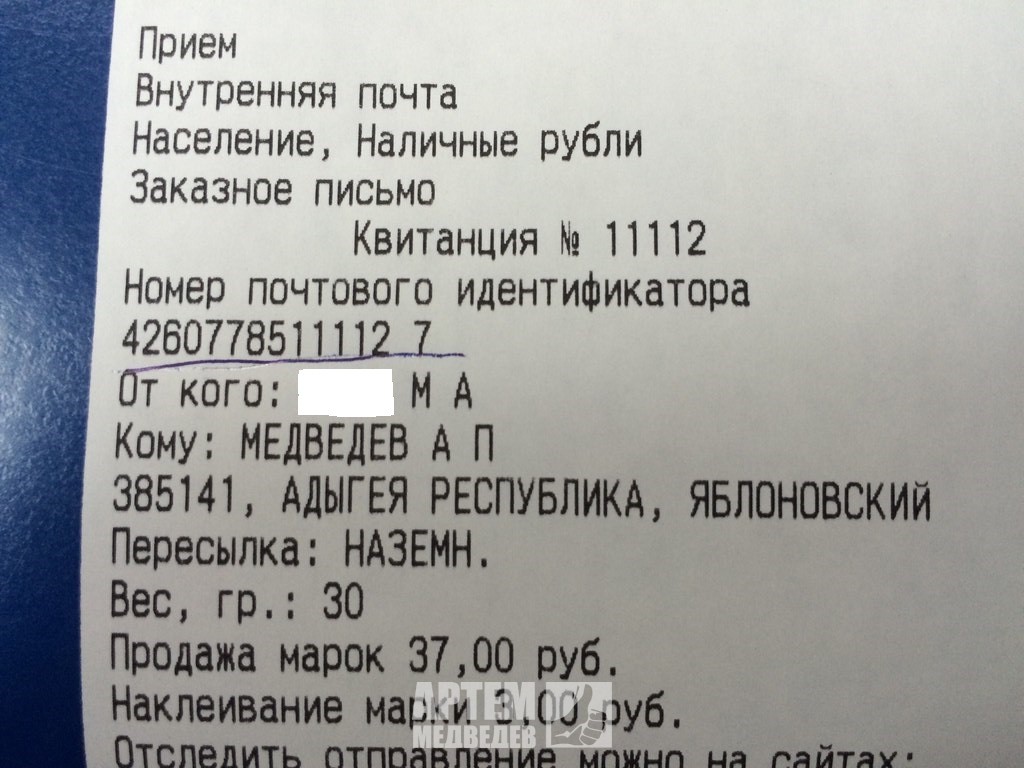 Прием
Внутренняя почта
Население, Наличные рубли
Заказное письмо
Квитанция № 11112
Номер почтового идентификатора
4260778511112 7
От кого: М А
Кому: МЕДВЕДЕВ А П
385141, АДЫГЕЯ РЕСПУБЛИКА, ЯБЛОНОВСКИЙ
Пересылка: НАЗЕМН.
Вес, гр.: 30
Продажа марок 37,00 руб.
Наклеивание марки 3,00 руб.
АРТЕМ
МЕДВЕДЕВ
Отследить отправление можно на сайтах: